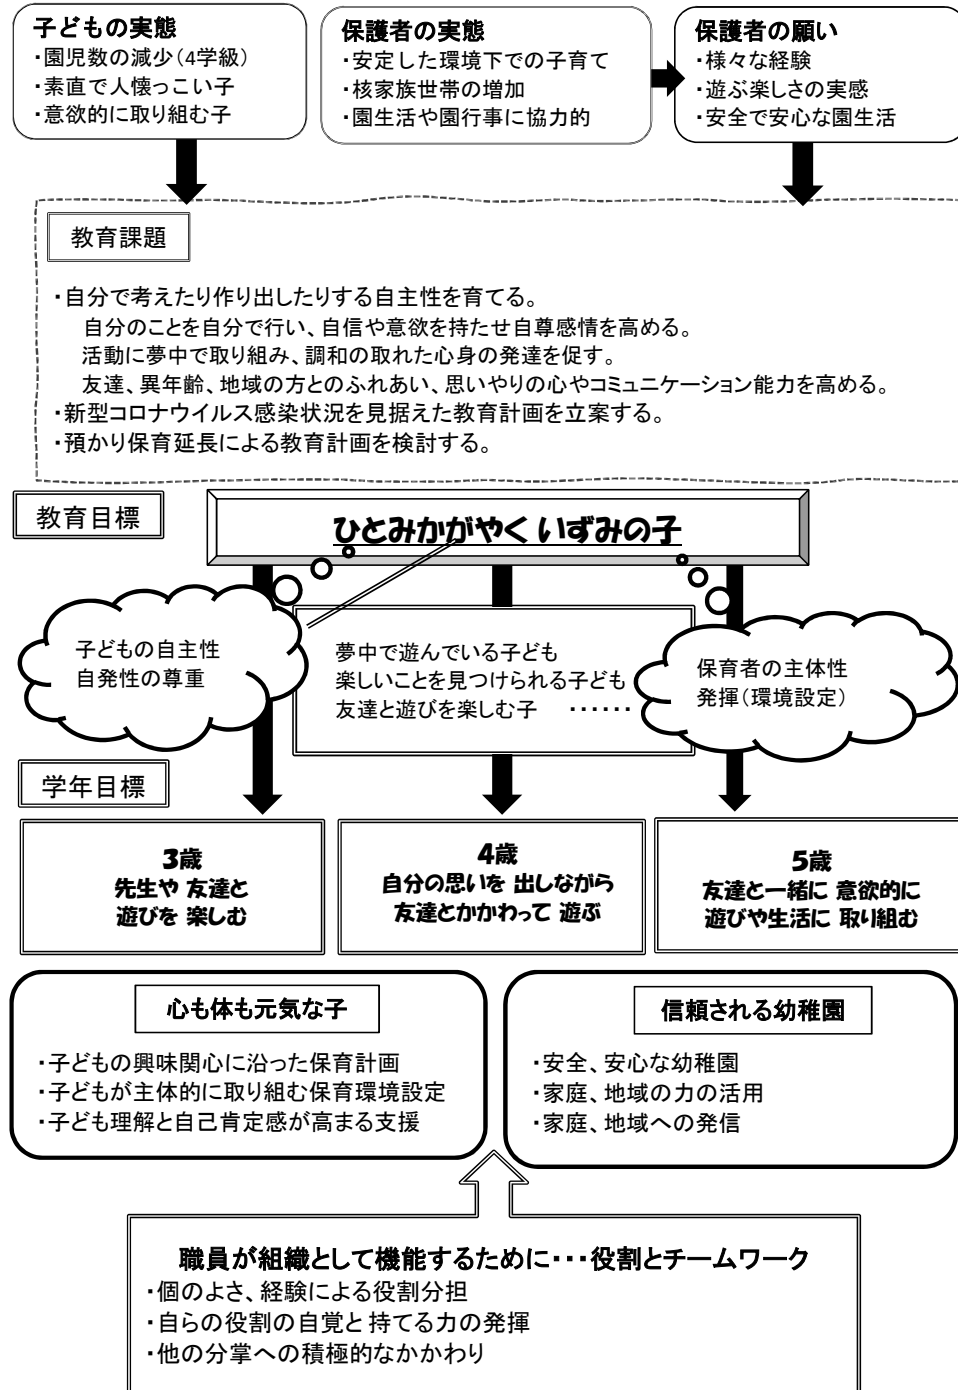 子どもの実態
・園児数の減少（4学級）
・素直で人懐っこい子
・意欲的に取り組む子
保護者の実態
・安定した環境下での子育て
・核家族世帯の増加
・園生活や園行事に協力的
保護者の願い
・様々な経験
・遊ぶ楽しさの実感
・安全で安心な園生活
教育課題
・自分で考えたり作り出したりする自主性を育てる。
自分のことを自分で行い、自信や意欲を持たせ自尊感情を高める。
活動に夢中で取り組み、調和の取れた心身の発達を促す。
友達、異年齢、地域の方とのふれあい、思いやりの心やコミュニケーション能力を高める。
・新型コロナウイルス感染状況を見据えた教育計画を立案する。
・預かり保育延長による教育計画を検討する。
教育目標
ひとみかがやく いずみの子
子どもの自主性
自発性の尊重
夢中で遊んでいる子ども
楽しいことを見つけられる子ども
友達と遊びを楽しむ子 ・・・・・・
保育者の主体性
発揮（環境設定）
学年目標
3歳
先生や 友達と
遊びを 楽しむ
4歳
自分の思いを 出しながら
友達とかかわって 遊ぶ
5歳
友達と一緒に 意欲的に
遊びや生活に 取り組む
心も体も元気な子
・子どもの興味関心に沿った保育計画
・子どもが主体的に取り組む保育環境設定
・子ども理解と自己肯定感が高まる支援
信頼される幼稚園
・安全、安心な幼稚園
・家庭、地域の力の活用
・家庭、地域への発信
職員が組織として機能するために・・・役割とチームワーク
・個のよさ、経験による役割分担
・自らの役割の自覚と 持てる力の発揮
・他の分掌への積極的なかかわり